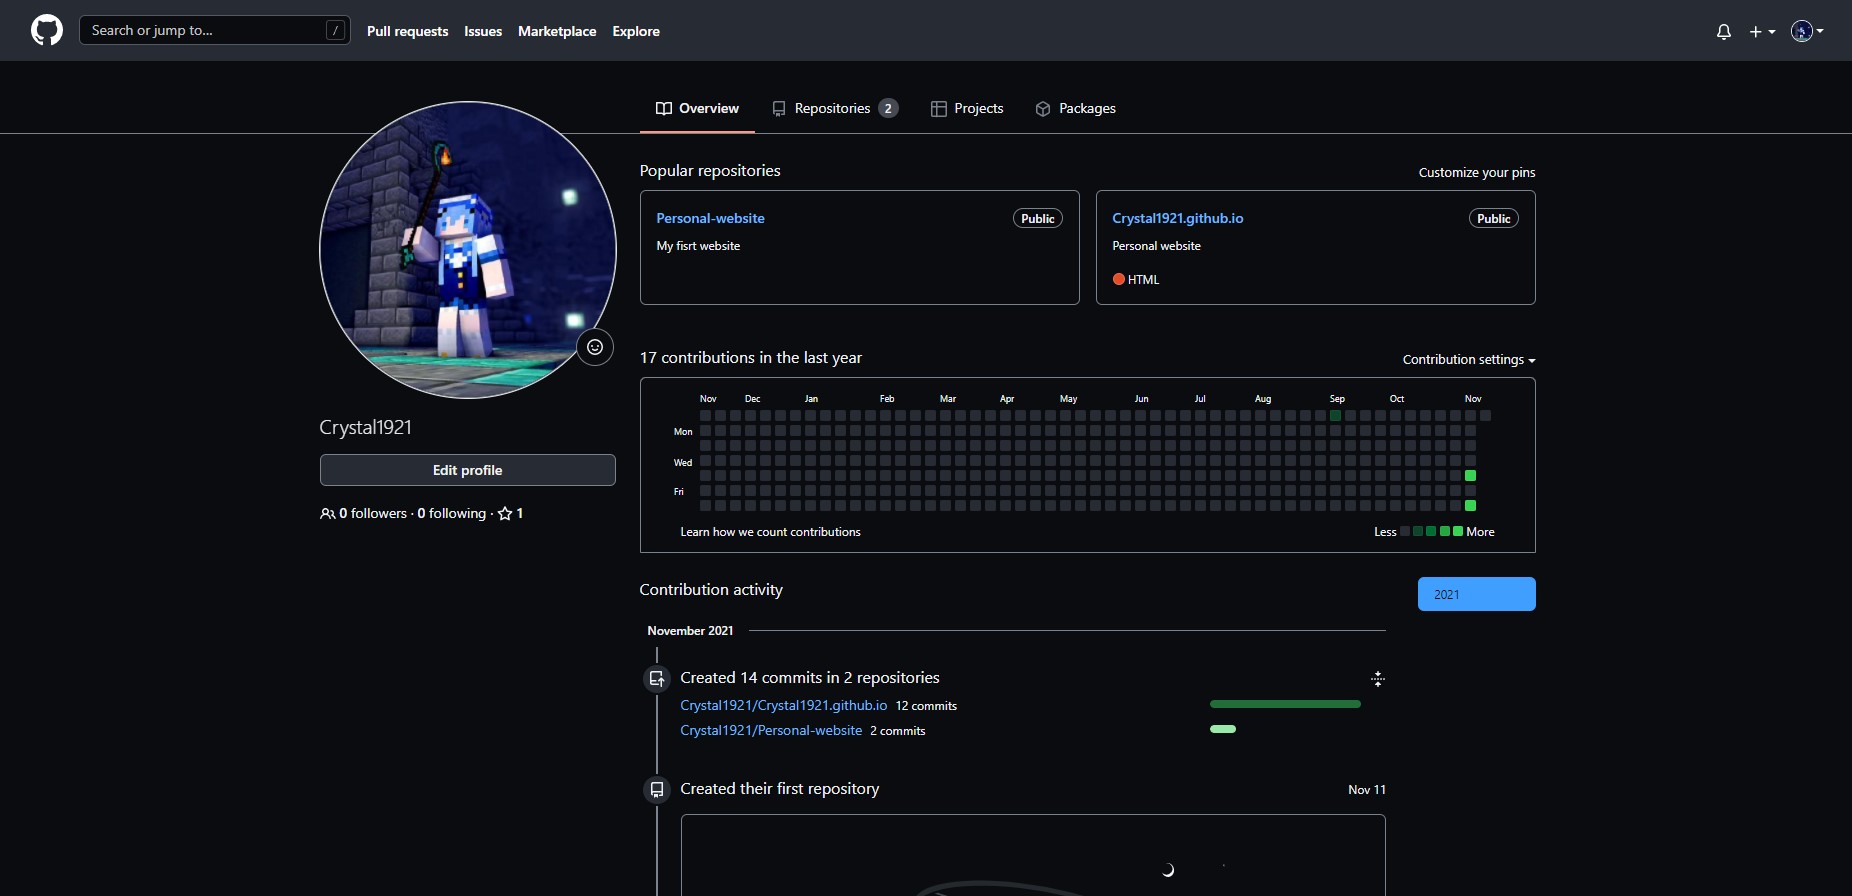 Search or jump to... /
Pull requests Issues Marketplace Explore
Overview Repositories 2 Projects Packages
Popular repositories
Customize your pins
Personal-website Public
My fisrt website
Crystal1921.github.io Public
Personal website
HTML
17 contributions in the last year
Contribution settings
Nov Dec Jan Feb Mar Apr May Jun Jul Aug Sep Oct Nov
Mon
Wed
Fri
Learn how we count contributions
Less More
Crystal1921
Edit profile
0 followers · 0 following · 1
Contribution activity
2021
November 2021
Created 14 commits in 2 repositories
Crystal1921/Crystal1921.github.io 12 commits
Crystal1921/Personal-website 2 commits
Created their first repository
Nov 11